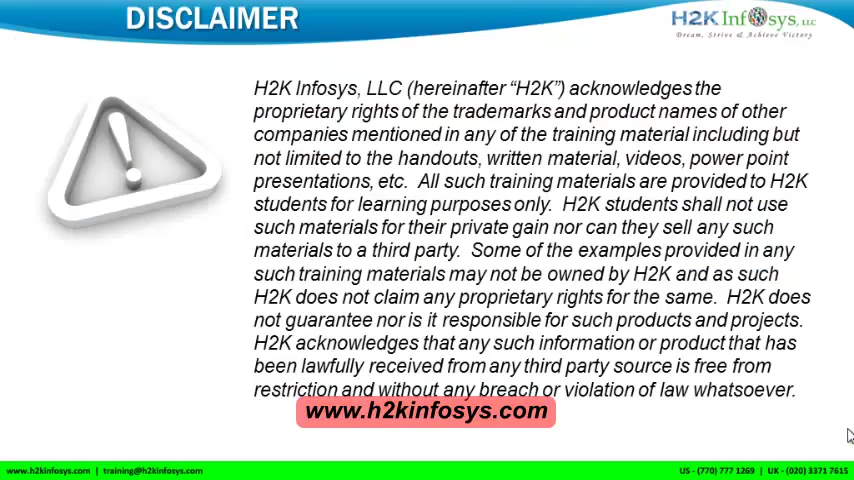 DISCLAIMER
H2K Infosys, LLC
Dream, Strive & Achieve Victory
H2K Infosys, LLC (hereinafter “H2K”) acknowledges the
proprietary rights of the trademarks and product names of other
companies mentioned in any of the training material including but
not limited to the handouts, written material, videos, power point
presentations, etc. All such training materials are provided to H2K
students for learning purposes only. H2K students shall not use
such materials for their private gain nor can they sell any such
materials to a third party. Some of the examples provided in any
such training materials may not be owned by H2K and as such
H2K does not claim any proprietary rights for the same. H2K does
not guarantee nor is it responsible for such products and projects.
H2K acknowledges that any such information or product that has
been lawfully received from any third party source is free from
restriction and without any breach or violation of law whatsoever.
www.h2kinfosys.com
www.h2kinfosys.com | training@h2kinfosys.com
US - (770) 777 1269 | UK - (020) 3371 7615